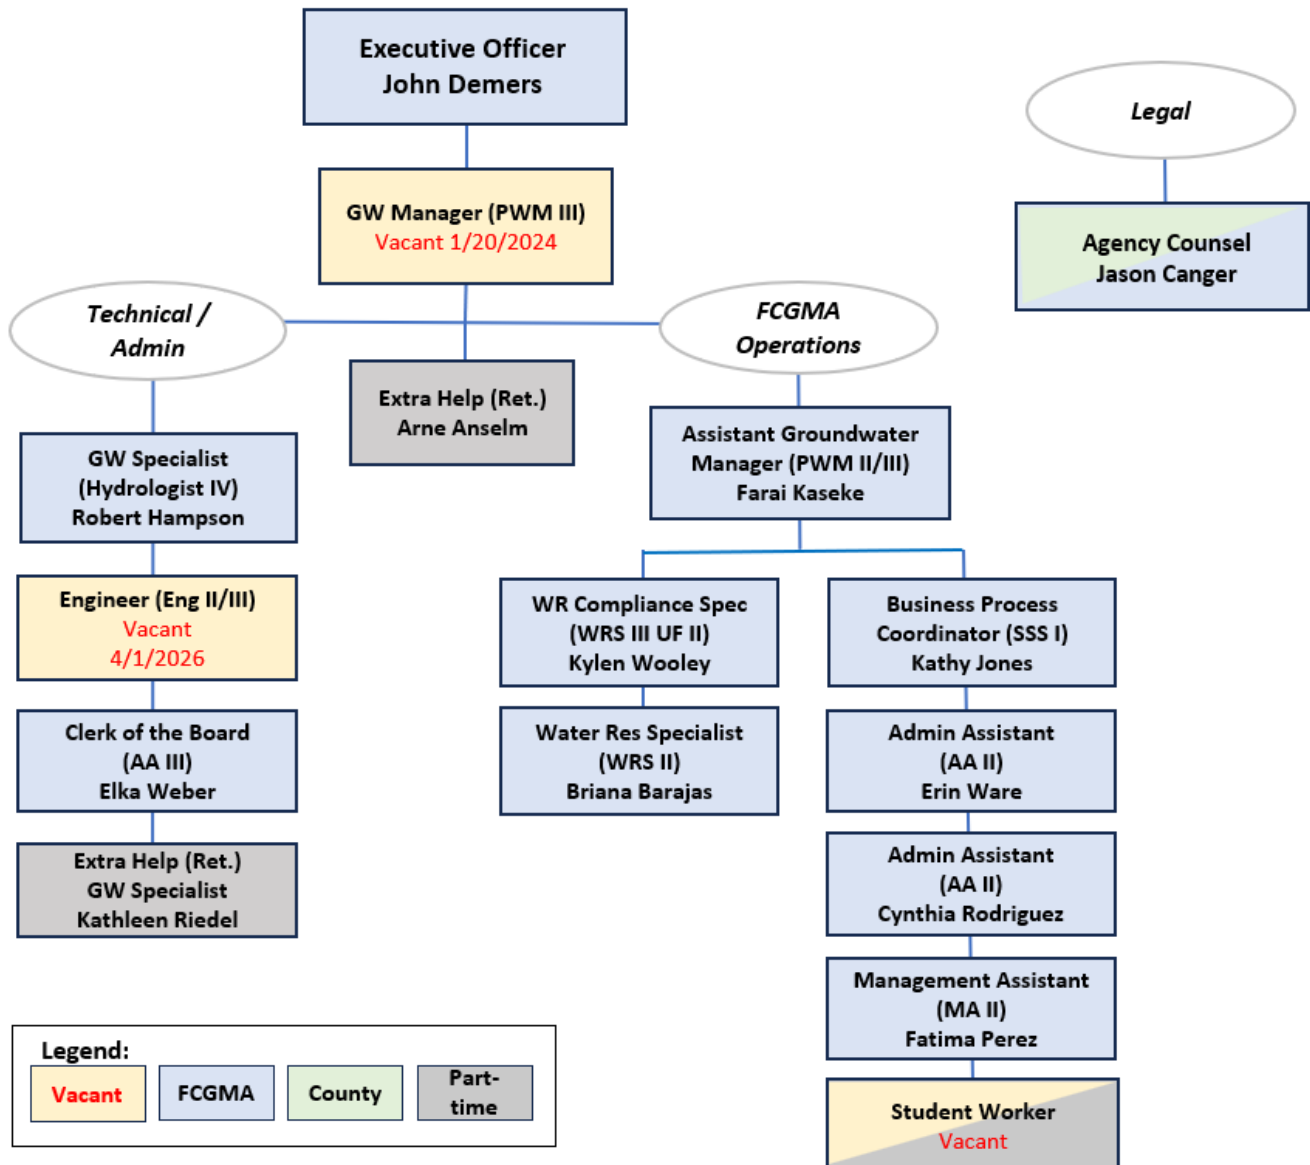 Executive Officer
John Demers
Legal
GW Manager (PWM III)
Vacant 1/20/2024
Agency Counsel
Jason Canger
Technical /
Admin
FCGMA
Operations
Extra Help (Ret.)
Arne Anselm
GW Specialist
(Hydrologist IV)
Robert Hampson
Engineer (Eng II/III)
Vacant
4/1/2026
Clerk of the Board
(AA III)
Elka Weber
Extra Help (Ret.)
GW Specialist
Kathleen Riedel
Assistant Groundwater
Manager (PWM II/III)
Farai Kaseke
WR Compliance Spec
(WRS III UF II)
Kylen Wooley
Water Res Specialist
(WRS II)
Briana Barajas
Business Process
Coordinator (SSS I)
Kathy Jones
Admin Assistant
(AA II)
Erin Ware
Admin Assistant
(AA II)
Cynthia Rodriguez
Management Assistant
(MA II)
Fatima Perez
Student Worker
Vacant
Legend:
Vacant
FCGMA
County
Part-
time